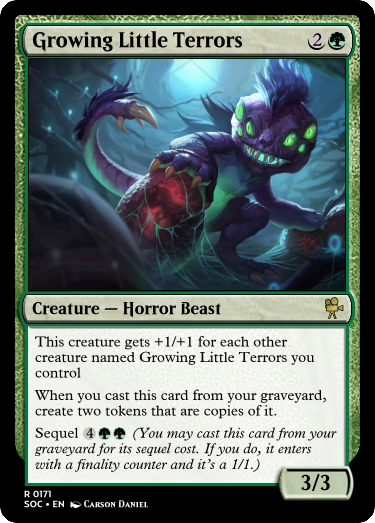 Growing Little Terrors 2
Creature — Horror Beast
This creature gets +1/+1 for each other
creature named Growing Little Terrors you
control
When you cast this card from your graveyard,
create two tokens that are copies of it.
Sequel 4 (You may cast this card from your
graveyard for its sequel cost. If you do, it enters
with a finality counter and it's a 1/1.)
3/3
R 0171
SOC • EN Carson Daniel